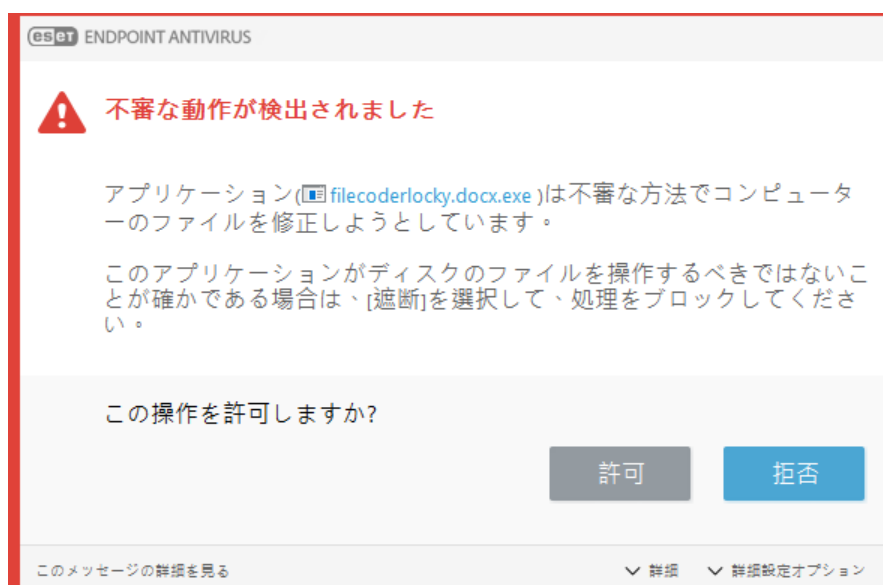 eset ENDPOINT ANTIVIRUS
不審な動作が検出されました
アプリケーション(filecoderlocky.docx.exe )は不審な方法でコンピュータ
ーのファイルを修正しようとしています。
このアプリケーションがディスクのファイルを操作するべきではないこ
とが確かである場合は、[遮断]を選択して、処理をブロックしてくださ
い。
この操作を許可しますか?
許可 拒否
このメッセージの詳細を見る 詳細 詳細設定オプション